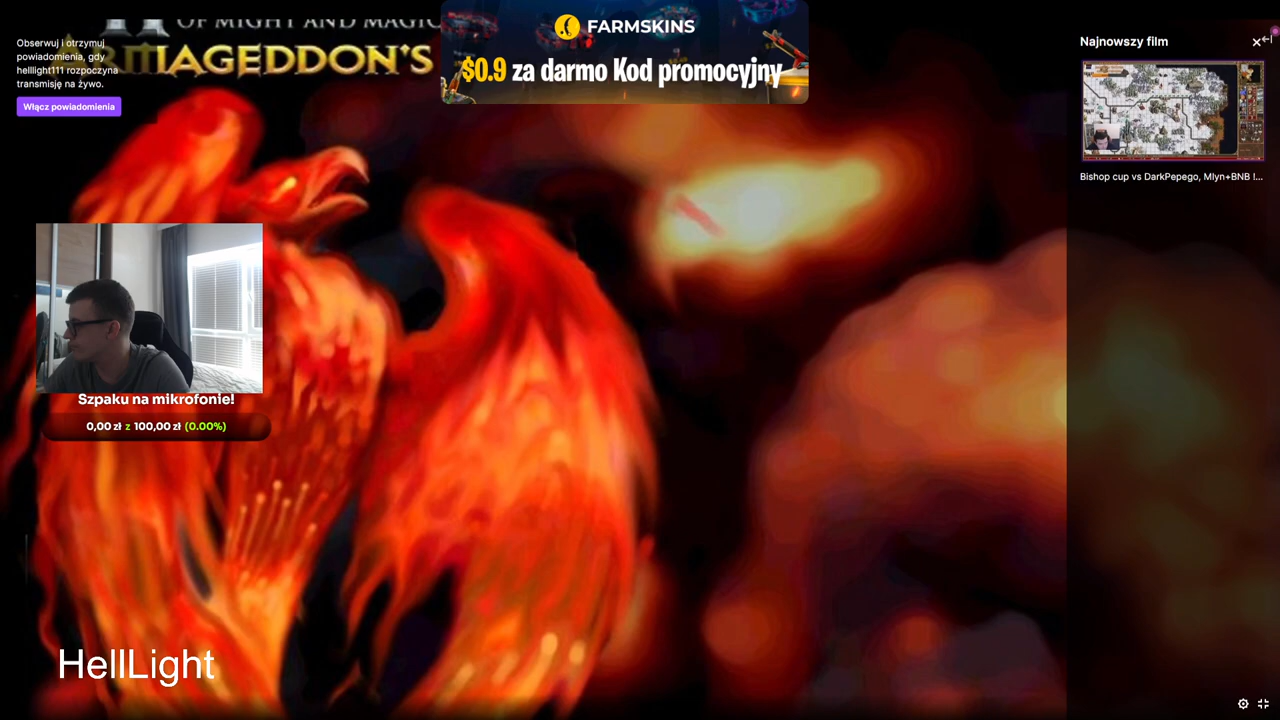 OF MIGHT AND MAGIC
ARMAGEDDON'S
Obserwuj i otrzymuj
powiadomienia, gdy
helllight111 rozpoczyna
transmisję na żywo.
Włącz powiadomienia
FARMSKINS
$0.9 za darmo Kod promocyjny
Najnowszy film
Bishop cup vs DarkPepego, Mlyn+BNB l...
Szpaku na mikrofonie!
0,00 zł z 100,00 zł (0.00%)
HellLight